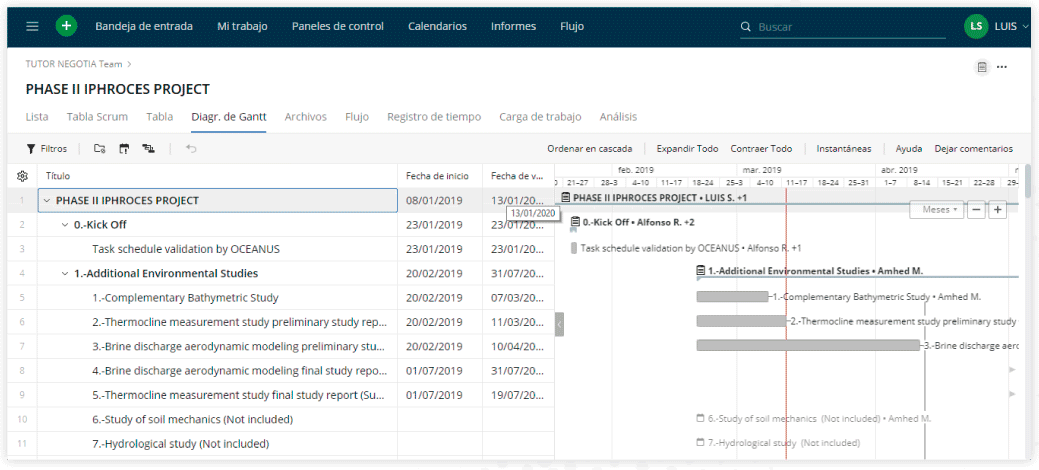 Bandeja de entrada Mi trabajo Paneles de control Calendarios Informes Flujo Buscar LS LUIS
TUTOR NEGOTIA Team
PHASE II IPHROCES PROJECT
Lista Tabla Scrum Tabla Diagr. de Gantt Archivos Flujo Registro de tiempo Carga de trabajo Análisis
Filtros Ordenar en cascada Expandir Todo Contraer Todo Instantáneas Ayuda Dejar comentarios
feb. 2019 mar. 2019 abr. 2019
Título Fecha de inicio Fecha de v... 21–27 28–3 4–10 11–17 18–24 25–3 4–10 11–17 18–24 25–31 1–7 8–14 15–21 22–28 29–
1 PHASE II IPHROCES PROJECT 08/01/2019 13/01/20... PHASE II IPHROCES PROJECT • LUIS S. +1
13/01/2020 Meses − +
2 0.-Kick Off 23/01/2019 23/01/20... 0.-Kick Off • Alfonso R. +2
3 Task schedule validation by OCEANUS 23/01/2019 23/01/20... Task schedule validation by OCEANUS • Alfonso R. +1
4 1.-Additional Environmental Studies 20/02/2019 31/07/20... 1.-Additional Environmental Studies • Amhed M.
5 1.-Complementary Bathymetric Study 20/02/2019 07/03/20... 1.-Complementary Bathymetric Study • Amhed M.
6 2.-Thermocline measurement study preliminary study rep... 20/02/2019 11/03/20... 2.-Thermocline measurement study preliminary study
7 3.-Brine discharge aerodynamic modeling preliminary stu... 20/02/2019 10/04/20... 3.-Brine discharge aero
8 4.-Brine discharge aerodynamic modeling final study repo... 01/07/2019 31/07/20...
9 5.-Thermocline measurement study final study report (Su... 01/07/2019 19/07/20...
10 6.-Study of soil mechanics (Not included) 6.-Study of soil mechanics (Not included) • Amhed M.
11 7.-Hydrological study (Not included) 7.-Hydrological study (Not included)